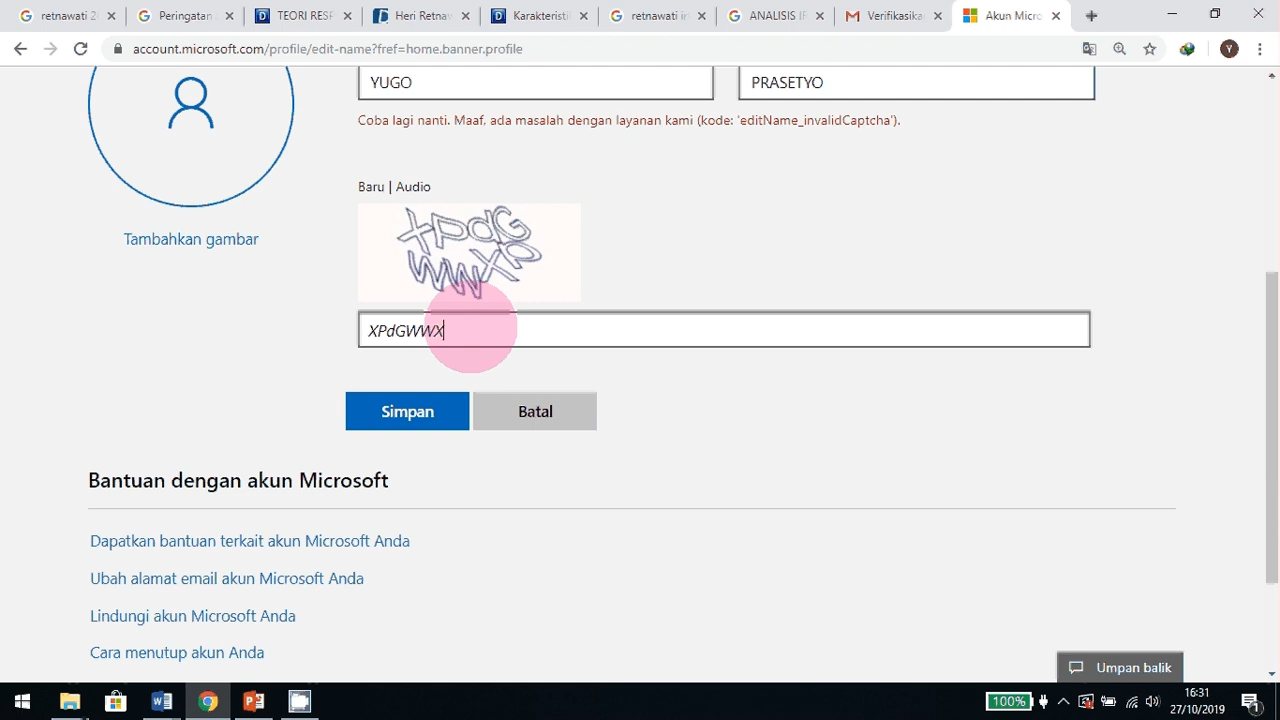 retnawati 2
Peringatan
TEORI RESP
Heri Retnaw
Karakteristi
retnawati in
ANALISIS IR
Verifikasika
Akun Micro
account.microsoft.com/profile/edit-name?fref=home.banner.profile
Y
YUGO
PRASETYO
Coba lagi nanti. Maaf, ada masalah dengan layanan kami (kode: 'editName_invalidCaptcha').
Baru | Audio
Tambahkan gambar
XPdGWWX
Simpan
Batal
Bantuan dengan akun Microsoft
Dapatkan bantuan terkait akun Microsoft Anda
Ubah alamat email akun Microsoft Anda
Lindungi akun Microsoft Anda
Cara menutup akun Anda
Umpan balik
100%
16:31
27/10/2019
1